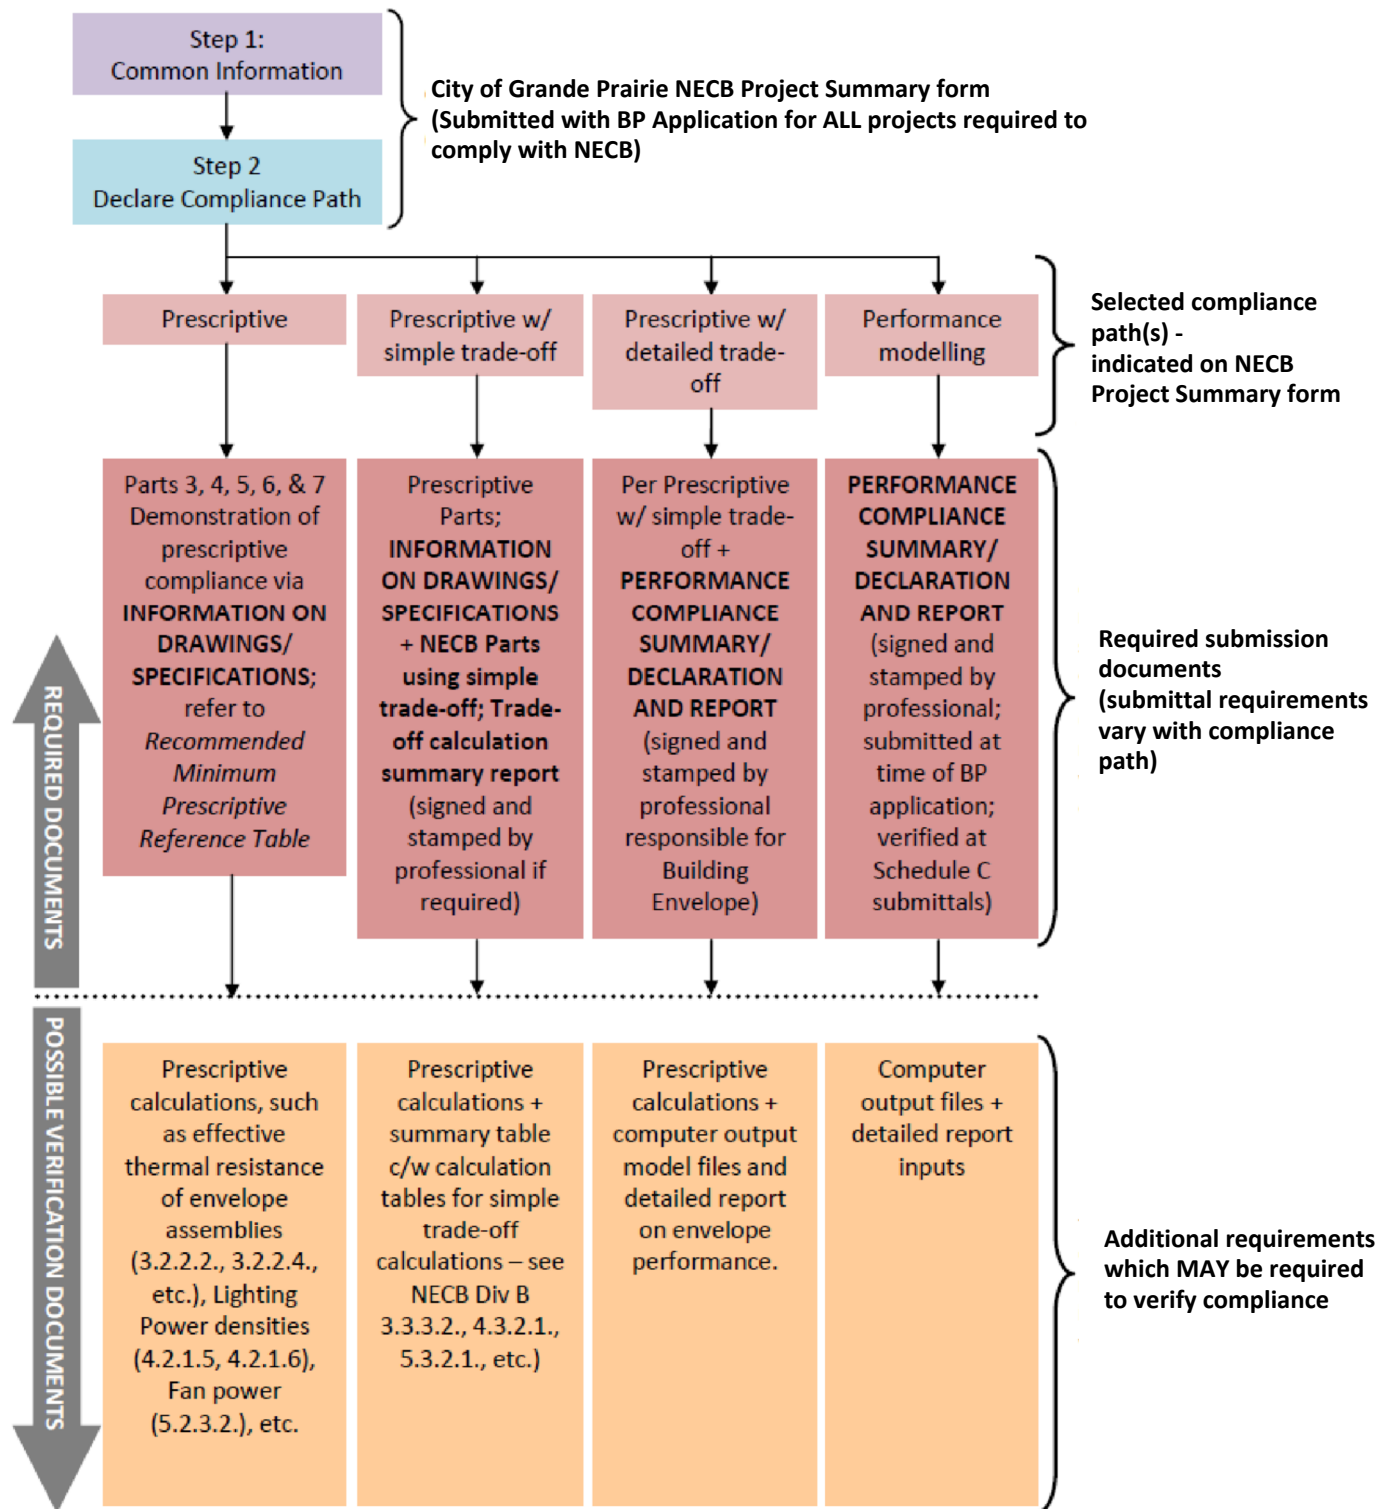 Step 1:
Common Information
City of Grande Prairie NECB Project Summary form
(Submitted with BP Application for ALL projects required to
comply with NECB)
Step 2
Declare Compliance Path
Prescriptive
Prescriptive w/
simple trade-off
Prescriptive w/
detailed trade-
off
Performance
modelling
Selected compliance
path(s) -
indicated on NECB
Project Summary form
REQUIRED DOCUMENTS
Parts 3, 4, 5, 6, & 7
Demonstration of
prescriptive
compliance via
INFORMATION ON
DRAWINGS/
SPECIFICATIONS;
refer to
Recommended
Minimum
Prescriptive
Reference Table
Prescriptive
Parts;
INFORMATION
ON DRAWINGS/
SPECIFICATIONS
+ NECB Parts
using simple
trade-off; Trade-
off calculation
summary report
(signed and
stamped by
professional if
required)
Per Prescriptive
w/ simple trade-
off +
PERFORMANCE
COMPLIANCE
SUMMARY/
DECLARATION
AND REPORT
(signed and
stamped by
professional
responsible for
Building
Envelope)
PERFORMANCE
COMPLIANCE
SUMMARY/
DECLARATION
AND REPORT
(signed and
stamped by
professional;
submitted at
time of BP
application;
verified at
Schedule C
submittals)
Required submission
documents
(submittal requirements
vary with compliance
path)
POSSIBLE VERIFICATION DOCUMENTS
Prescriptive
calculations, such
as effective
thermal resistance
of envelope
assemblies
(3.2.2.2., 3.2.2.4.,
etc.), Lighting
Power densities
(4.2.1.5, 4.2.1.6),
Fan power
(5.2.3.2.), etc.
Prescriptive
calculations +
summary table
c/w calculation
tables for simple
trade-off
calculations – see
NECB Div B
3.3.3.2., 4.3.2.1.,
5.3.2.1., etc.)
Prescriptive
calculations +
computer output
model files and
detailed report
on envelope
performance.
Computer
output files +
detailed report
inputs
Additional requirements
which MAY be required
to verify compliance